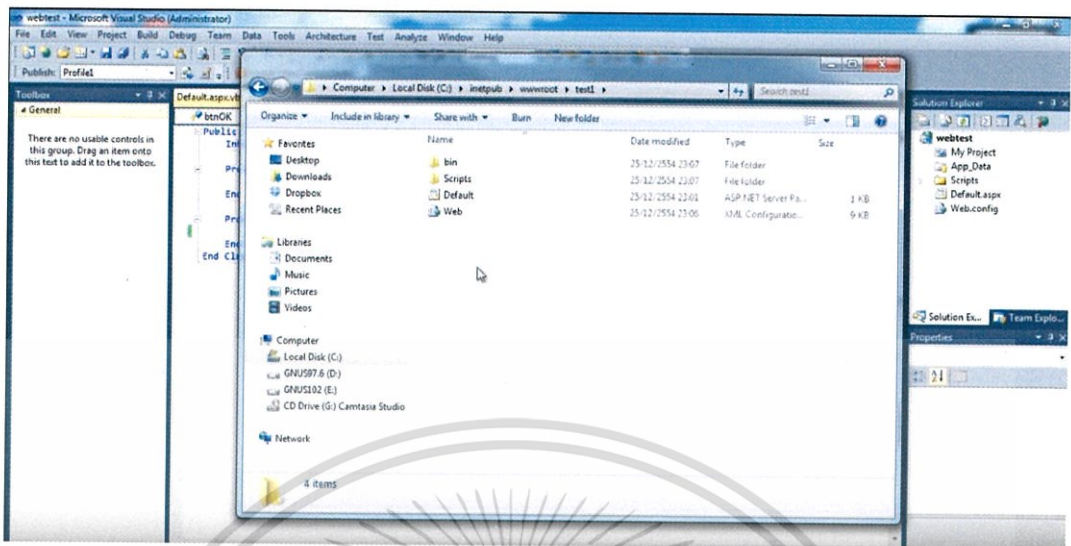 webtest - Microsoft Visual Studio (Administrator)
File Edit View Project Build Debug Team Data Tools Architecture Test Analyze Window Help
Publish: Profile1
Toolbox
General
There are no usable controls in
this group. Drag an item onto
this text to add it to the toolbox.
Default.aspx.vb
btnOK
Public
End
End
End Cla
Computer Local Disk (C:) inetpub wwwroot test1
Search test1
Organize Include in library Share with Burn New folder
Favorites
Desktop
Downloads
Dropbox
Recent Places
Libraries
Documents
Music
Pictures
Videos
Computer
Local Disk (C:)
GNUS97.6 (D:)
GNUS102 (E:)
CD Drive (G:) Camtasia Studio
Network
Name Date modified Type Size
bin 25/12/2554 23:07 File folder
Scripts 25/12/2554 23:07 File folder
Default 25/12/2554 23:01 ASP.NET Server Pa... 1 KB
Web 25/12/2554 23:06 XML Configuratio... 9 KB
4 items
Solution Explorer
webtest
My Project
App_Data
Scripts
Default.aspx
Web.config
Solution Ex... Team Explo...
Properties